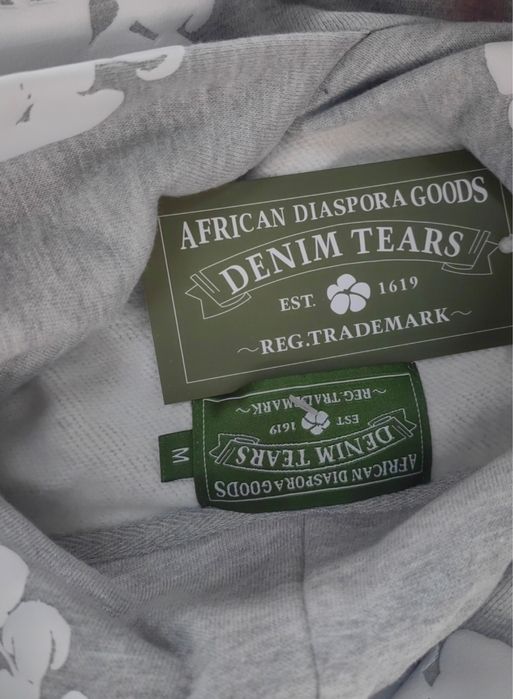 AFRICAN DIASPORA GOODS
DENIM TEARS
EST. 1619
~REG.TRADEMARK~
M
AFRICAN DIASPORA GOODS
DENIM TEARS
EST 1619
~REG.TRADEMARK~